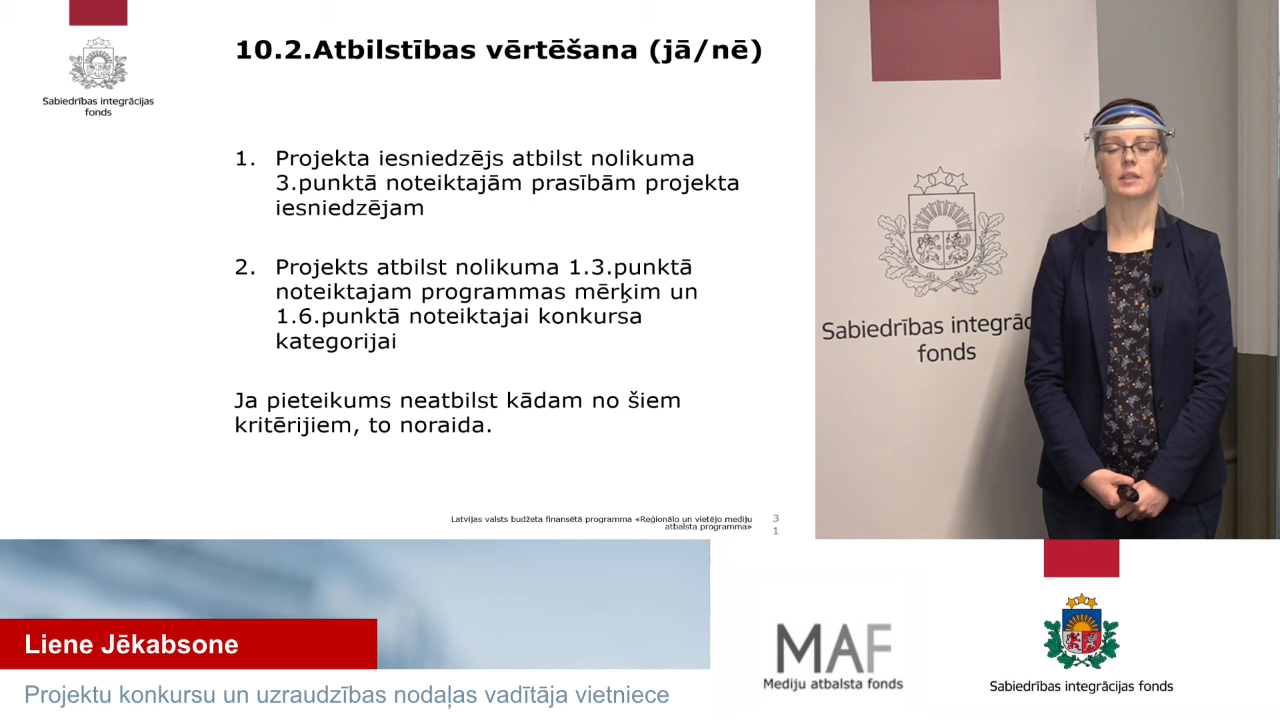 Sabiedrības integrācijas
fonds
10.2.Atbilstības vērtēšana (jā/nē)
1. Projekta iesniedzējs atbilst nolikuma
3.punktā noteiktajām prasībām projekta
iesniedzējam
2. Projekts atbilst nolikuma 1.3.punktā
noteiktajam programmas mērķim un
1.6.punktā noteiktajai konkursa
kategorijai
Ja pieteikums neatbilst kādam no šiem
kritērijiem, to noraida.
Latvijas valsts budžeta finansētā programma «Reģionālo un vietējo mediju
atbalsta programma»
3
1
Sabiedrības integrāc
fonds
Liene Jēkabsone
Projektu konkursu un uzraudzības nodaļas vadītāja vietniece
MAF
Mediju atbalsta fonds
Sabiedrības integrācijas fonds